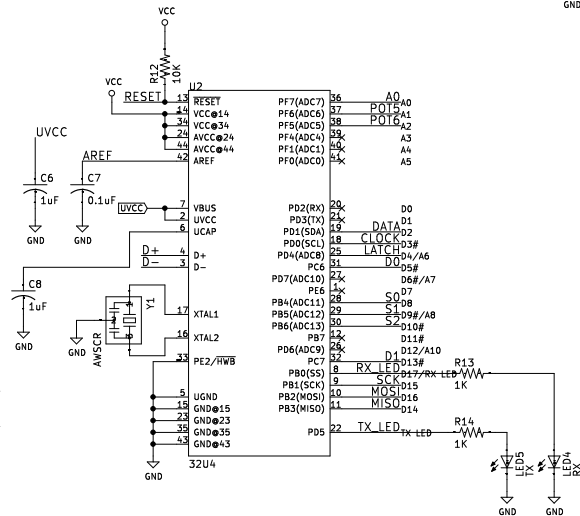 GND
VCC
R12
10K
VCC
U2
RESET 13 RESET PF7(ADC7) 36 A0 A0
14 VCC@14 PF6(ADC6) 37 POT5 A1
34 VCC@34 PF5(ADC5) 38 POT6 A2
24 AVCC@24 PF4(ADC4) 39 A3
UVCC 44 AVCC@44 PF1(ADC1) 40 A4
AREF 42 AREF PF0(ADC0) 41 A5
C6 C7
1uF 0.1uF
UVCC 7 VBUS PD2(RX) 20 D0
2 UVCC PD3(TX) 21 D1
6 UCAP PD1(SDA) 19 DATA D2
GND GND
PD0(SCL) 18 CLOCK D3#
D+ 4 D+ PD4(ADC8) 25 LATCH D4/A6
D- 3 D- PC6 31 D0 D5#
PD7(ADC10) 27 D6#/A7
C8 PE6 1 D7
1uF Y1 PB4(ADC11) 28 S0 D8
17 XTAL1 PB5(ADC12) 29 S1 D9#/A8
PB6(ADC13) 30 S2 D10#
GND GND AWSCR 16 XTAL2 PB7 12 D11#
PD6(ADC9) 26 D12/A10
33 PE2/HWB PC7 32 D1 D13#
PB0(SS) 8 RX_LED D17/RX LED R13
1K
5 UGND PB1(SCK) 9 SCK D15
15 GND@15 PB2(MOSI) 10 MOSI D16
23 GND@23 PB3(MISO) 11 MISO D14
35 GND@35 PD5 22 TX_LED TX LED R14
1K
43 GND@43
32U4
GND
LED5
TX
LED4
RX
GND GND